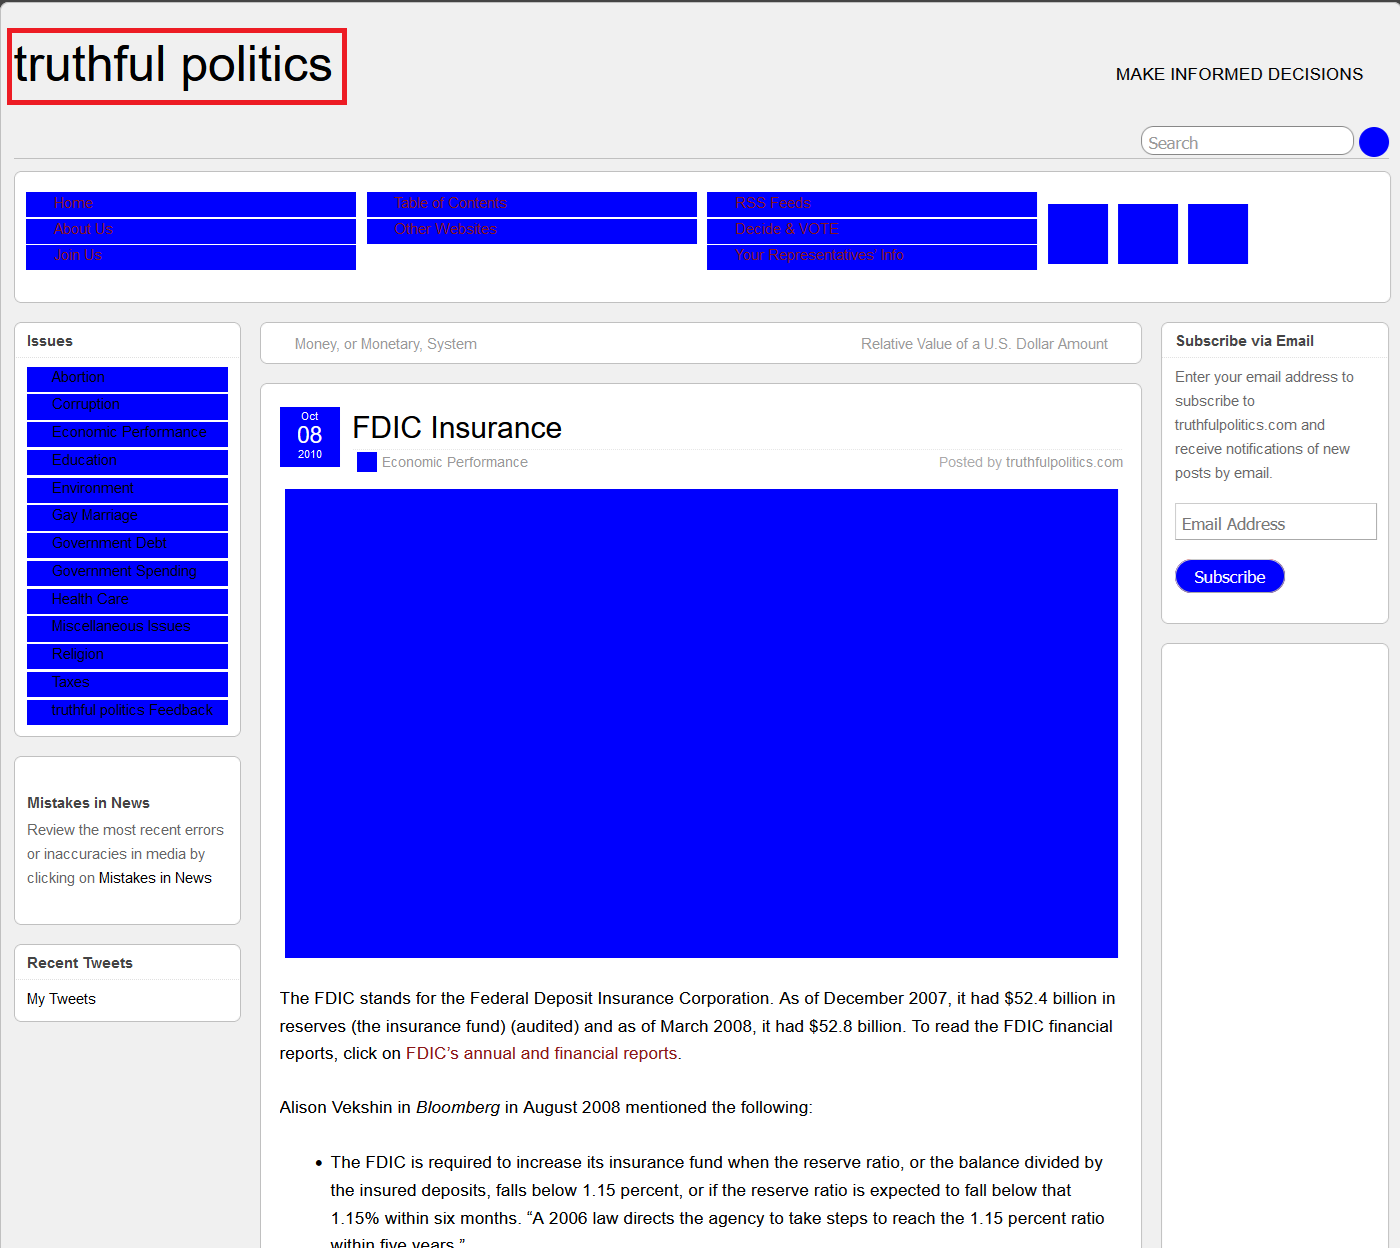 truthful politics
MAKE INFORMED DECISIONS
Search
Home
About Us
Join Us
Table of Contents
Other Websites
RSS Feeds
Decide & VOTE
Your Representatives' Info
Issues
Abortion
Corruption
Economic Performance
Education
Environment
Gay Marriage
Government Debt
Government Spending
Health Care
Miscellaneous Issues
Religion
Taxes
truthful politics Feedback
Mistakes in News
Review the most recent errors
or inaccuracies in media by
clicking on Mistakes in News
Recent Tweets
My Tweets
Money, or Monetary, System
Relative Value of a U.S. Dollar Amount
Oct
08
2010
FDIC Insurance
Economic Performance
Posted by truthfulpolitics.com
The FDIC stands for the Federal Deposit Insurance Corporation. As of December 2007, it had $52.4 billion in
reserves (the insurance fund) (audited) and as of March 2008, it had $52.8 billion. To read the FDIC financial
reports, click on FDIC’s annual and financial reports.
Alison Vekshin in Bloomberg in August 2008 mentioned the following:
• The FDIC is required to increase its insurance fund when the reserve ratio, or the balance divided by
the insured deposits, falls below 1.15 percent, or if the reserve ratio is expected to fall below that
1.15% within six months. “A 2006 law directs the agency to take steps to reach the 1.15 percent ratio
within five years.”
Subscribe via Email
Enter your email address to
subscribe to
truthfulpolitics.com and
receive notifications of new
posts by email.
Email Address
Subscribe